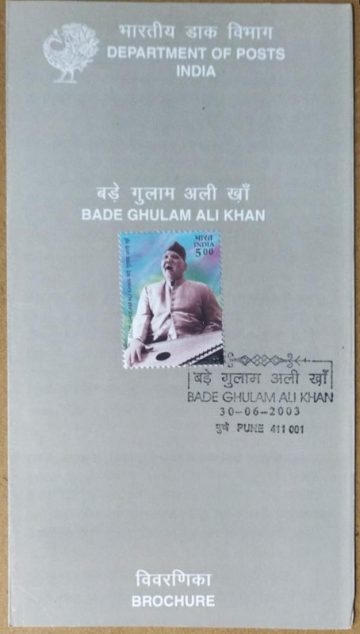 भारतीय डाक विभाग
DEPARTMENT OF POSTS
INDIA
बड़े ग़ुलाम अली ख़ाँ
BADE GHULAM ALI KHAN
भारत
INDIA
5 00
बड़े ग़ुलाम अली ख़ाँ
BADE GHULAM ALI KHAN
30-06-2003
पुणे PUNE 411 001
विवरणिका
BROCHURE